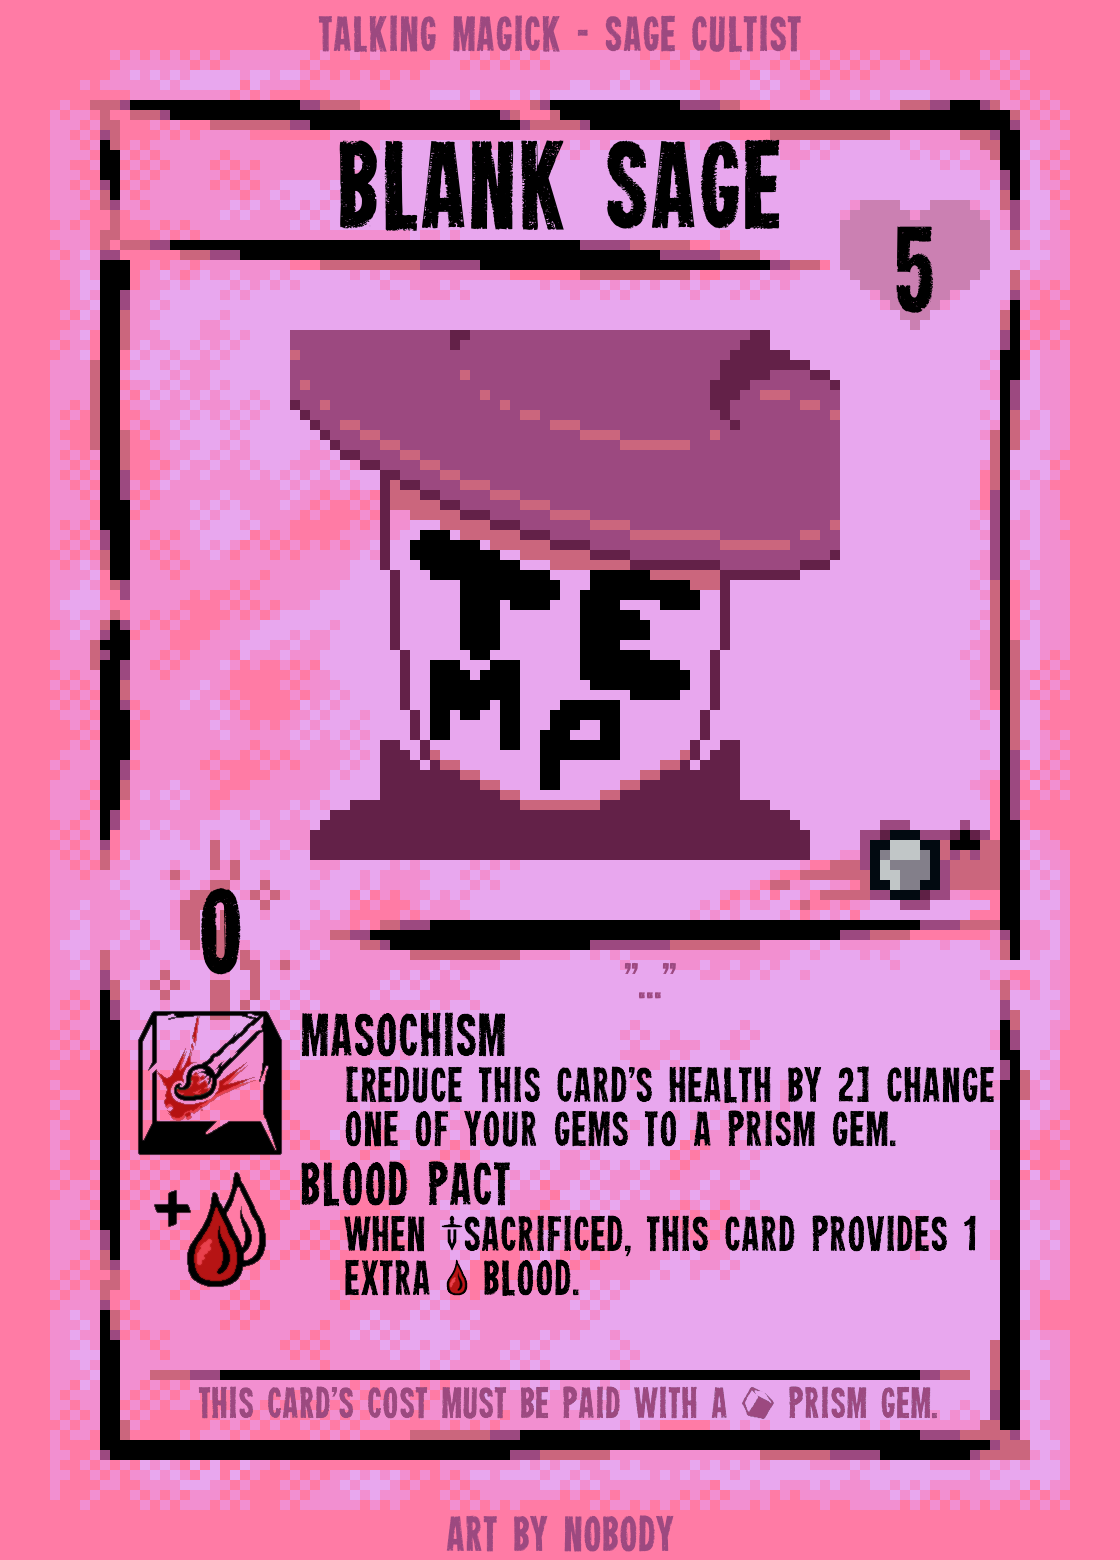 TALKING MAGICK - SAGE CULTIST
BLANK SAGE
5
TE
MP
0
” ”
...
MASOCHISM
[REDUCE THIS CARD'S HEALTH BY 2] CHANGE
ONE OF YOUR GEMS TO A PRISM GEM.
+
BLOOD PACT
WHEN SACRIFICED, THIS CARD PROVIDES 1
EXTRA BLOOD.
THIS CARD'S COST MUST BE PAID WITH A PRISM GEM.
ART BY NOBODY